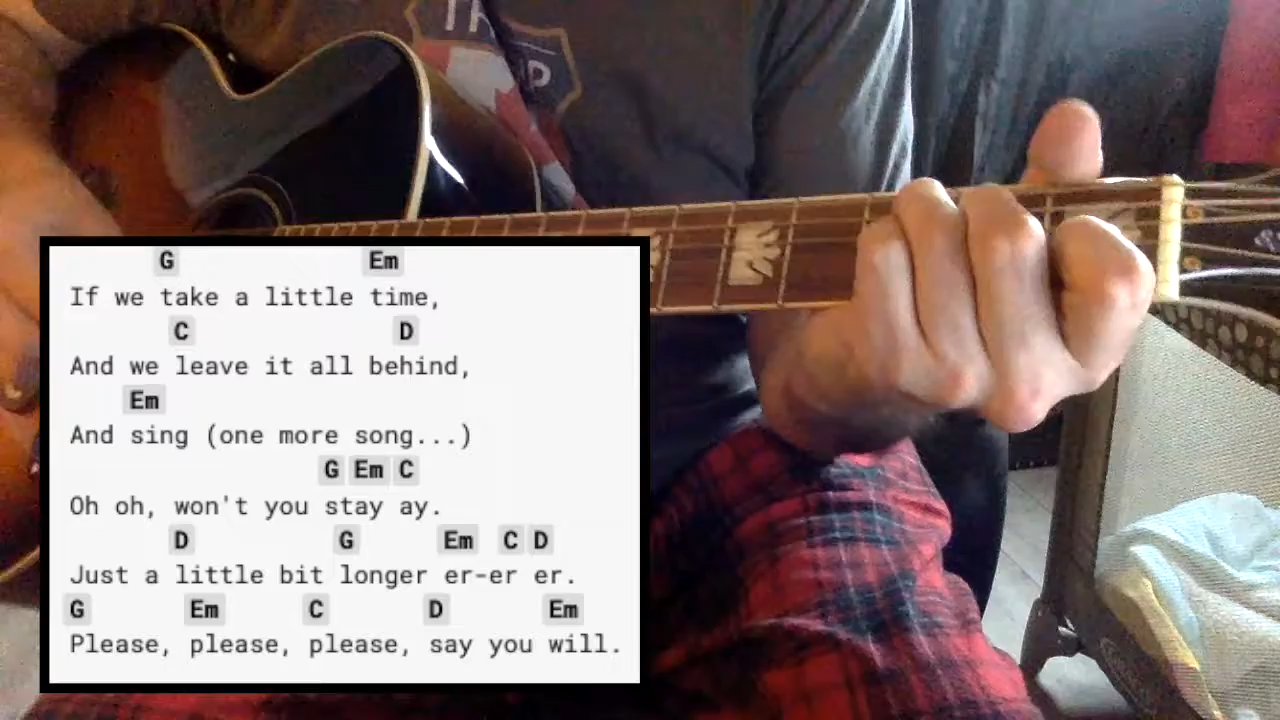 G Em
If we take a little time,
C D
And we leave it all behind,
Em
And sing (one more song...)
G Em C
Oh oh, won't you stay ay.
D G Em C D
Just a little bit longer er-er er.
G Em C D Em
Please, please, please, say you will.